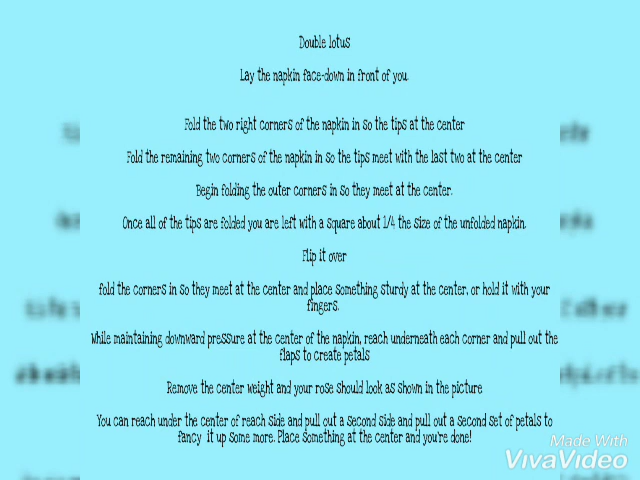 Double lotus
Lay the napkin face-down in front of you.
Fold the two right corners of the napkin in so the tips at the center
Fold the remaining two corners of the napkin in so the tips meet with the last two at the center
Begin folding the outer corners in so they meet at the center.
Once all of the tips are folded you are left with a square about 1/4 the size of the unfolded napkin.
Flip it over
fold the corners in so they meet at the center and place something sturdy at the center, or hold it with your
fingers.
While maintaining downward pressure at the center of the napkin, reach underneath each corner and pull out the
flaps to create petals
Remove the center weight and your rose should look as shown in the picture
You can reach under the center of reach side and pull out a second side and pull out a second set of petals to
fancy it up some more. Place something at the center and you're done!
Made With
VivaVideo